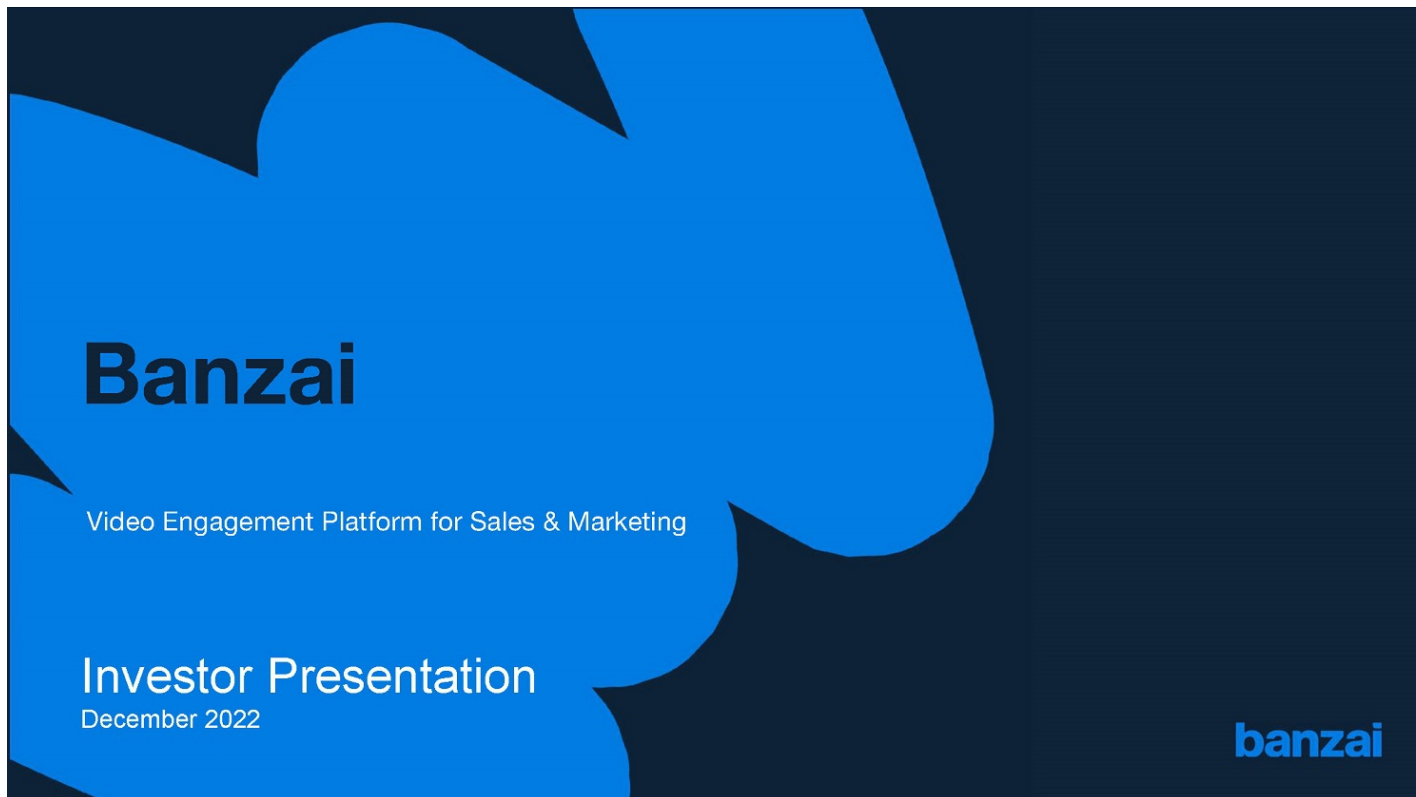 Banzai
Video Engagement Platform for Sales & Marketing
Investor Presentation
December 2022
banzai